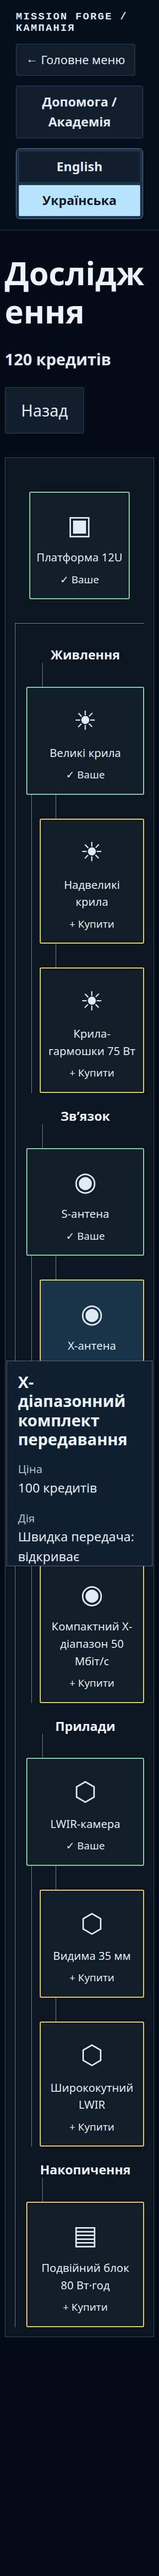 MISSION FORGE /
КАМПАНІЯ
← Головне меню
Допомога /
Академія
English
Українська
Дослідж
ення
120 кредитів
Назад
Платформа 12U
✓ Ваше
Живлення
Великі крила
✓ Ваше
Надвеликі
крила
+ Купити
Крила-
гармошки 75 Вт
+ Купити
Зв’язок
S-антена
✓ Ваше
X-антена
X-
діапазонний
комплект
передавання
Ціна
100 кредитів
Дія
Швидка передача:
відкриває
Компактний X-
діапазон 50
Мбіт/с
+ Купити
Прилади
LWIR-камера
✓ Ваше
Видима 35 мм
+ Купити
Ширококутний
LWIR
+ Купити
Накопичення
Подвійний блок
80 Вт·год
+ Купити